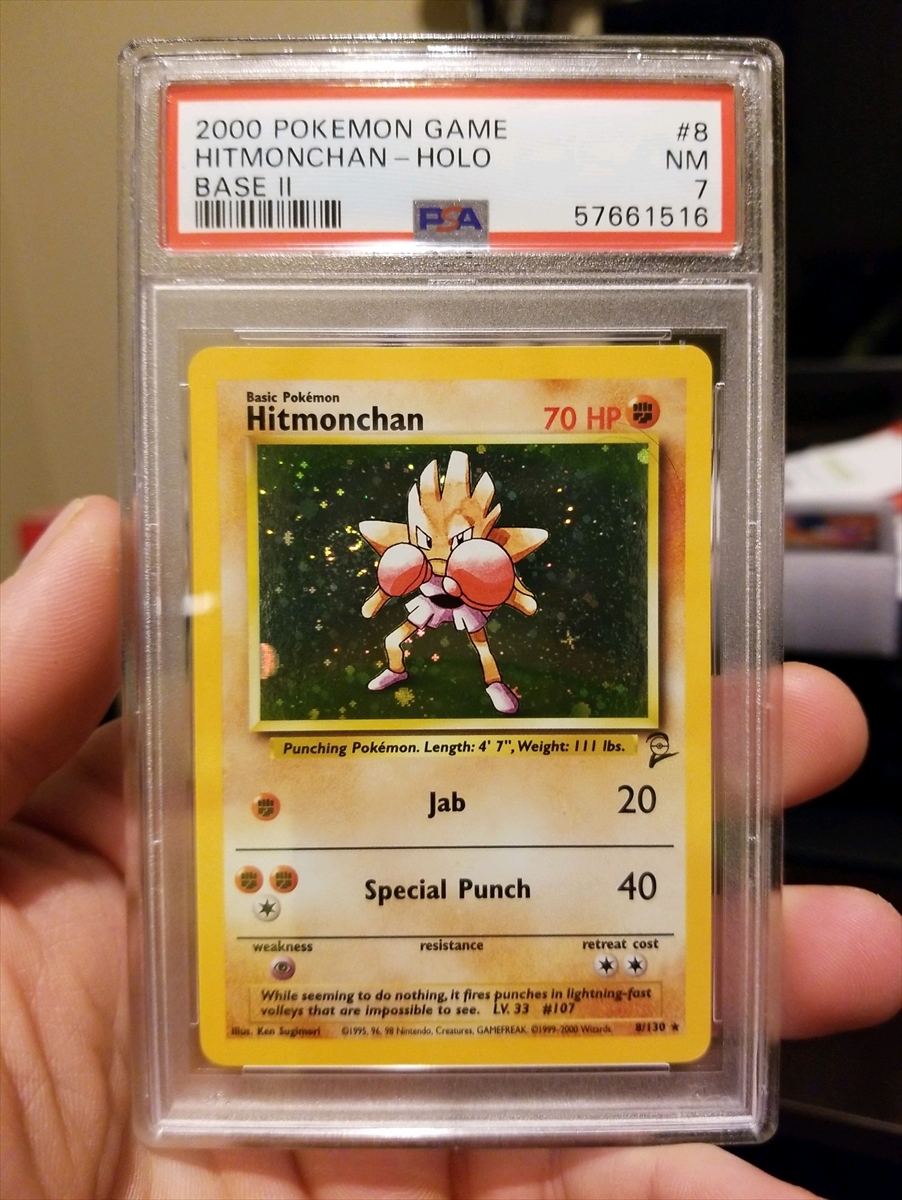 2000 POKEMON GAME #8
HITMONCHAN – HOLO NM
BASE II 7
PSA 57661516
Basic Pokémon
Hitmonchan 70 HP
Punching Pokémon. Length: 4' 7", Weight: 111 lbs.
Jab 20
Special Punch 40
weakness resistance retreat cost
While seeming to do nothing, it fires punches in lightning-fast
volleys that are impossible to see. LV. 33 #107
Illus. Ken Sugimori ©1995, 96, 98 Nintendo, Creatures, GAMEFREAK. ©1999-2000 Wizards. 8/130 ★